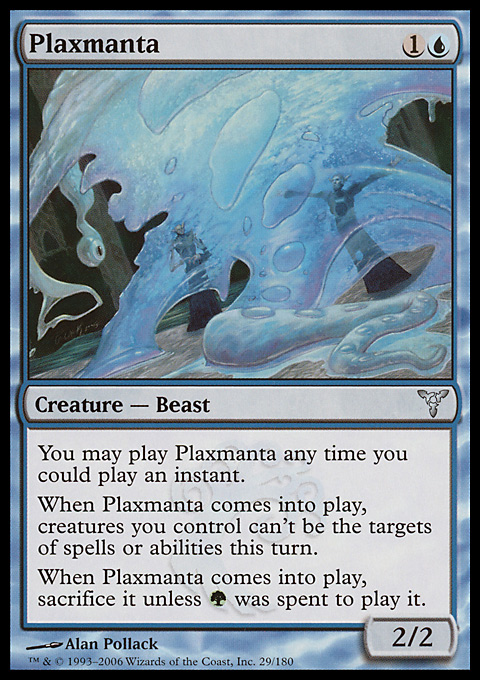 Plaxmanta 1
Creature — Beast
You may play Plaxmanta any time you
could play an instant.
When Plaxmanta comes into play,
creatures you control can't be the targets
of spells or abilities this turn.
When Plaxmanta comes into play,
sacrifice it unless was spent to play it.
Alan Pollack
2/2
™ & © 1993–2006 Wizards of the Coast, Inc. 29/180